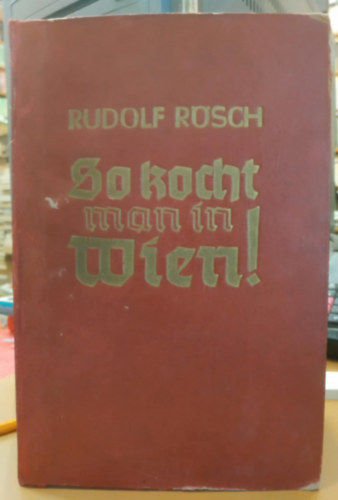 RUDOLF RÖSCH
So kocht
man in
Wien!